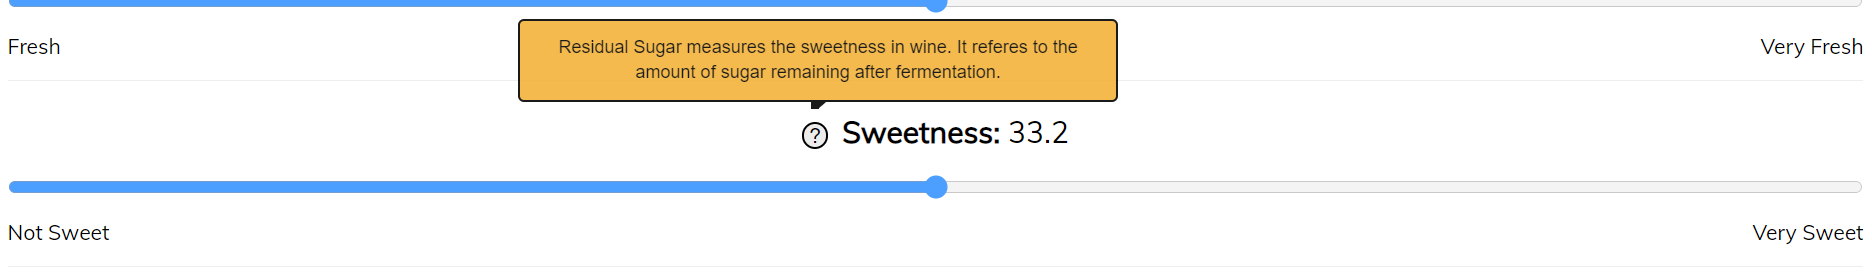 Fresh
Very Fresh
Residual Sugar measures the sweetness in wine. It referes to the
amount of sugar remaining after fermentation.
? Sweetness: 33.2
Not Sweet
Very Sweet